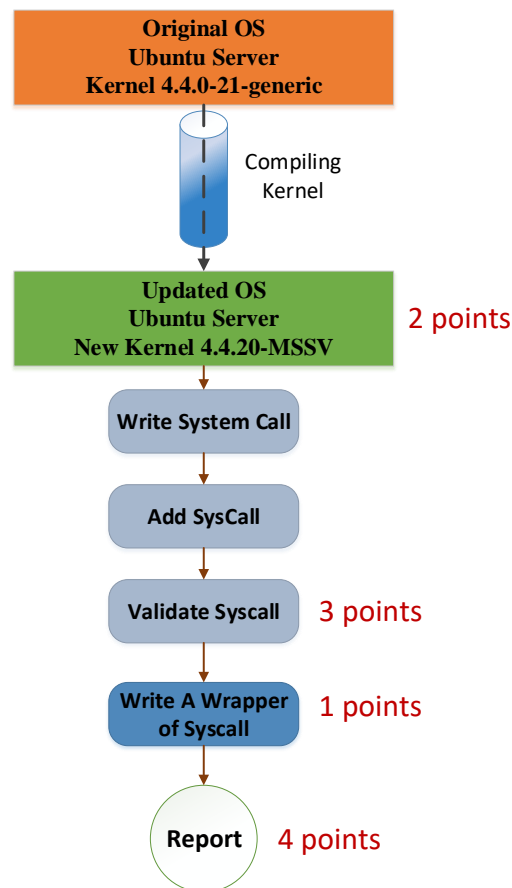 Original OS
Ubuntu Server
Kernel 4.4.0-21-generic
Compiling
Kernel
Updated OS
Ubuntu Server
New Kernel 4.4.20-MSSV
2 points
Write System Call
Add SysCall
Validate Syscall
3 points
Write A Wrapper
of Syscall
1 points
Report
4 points